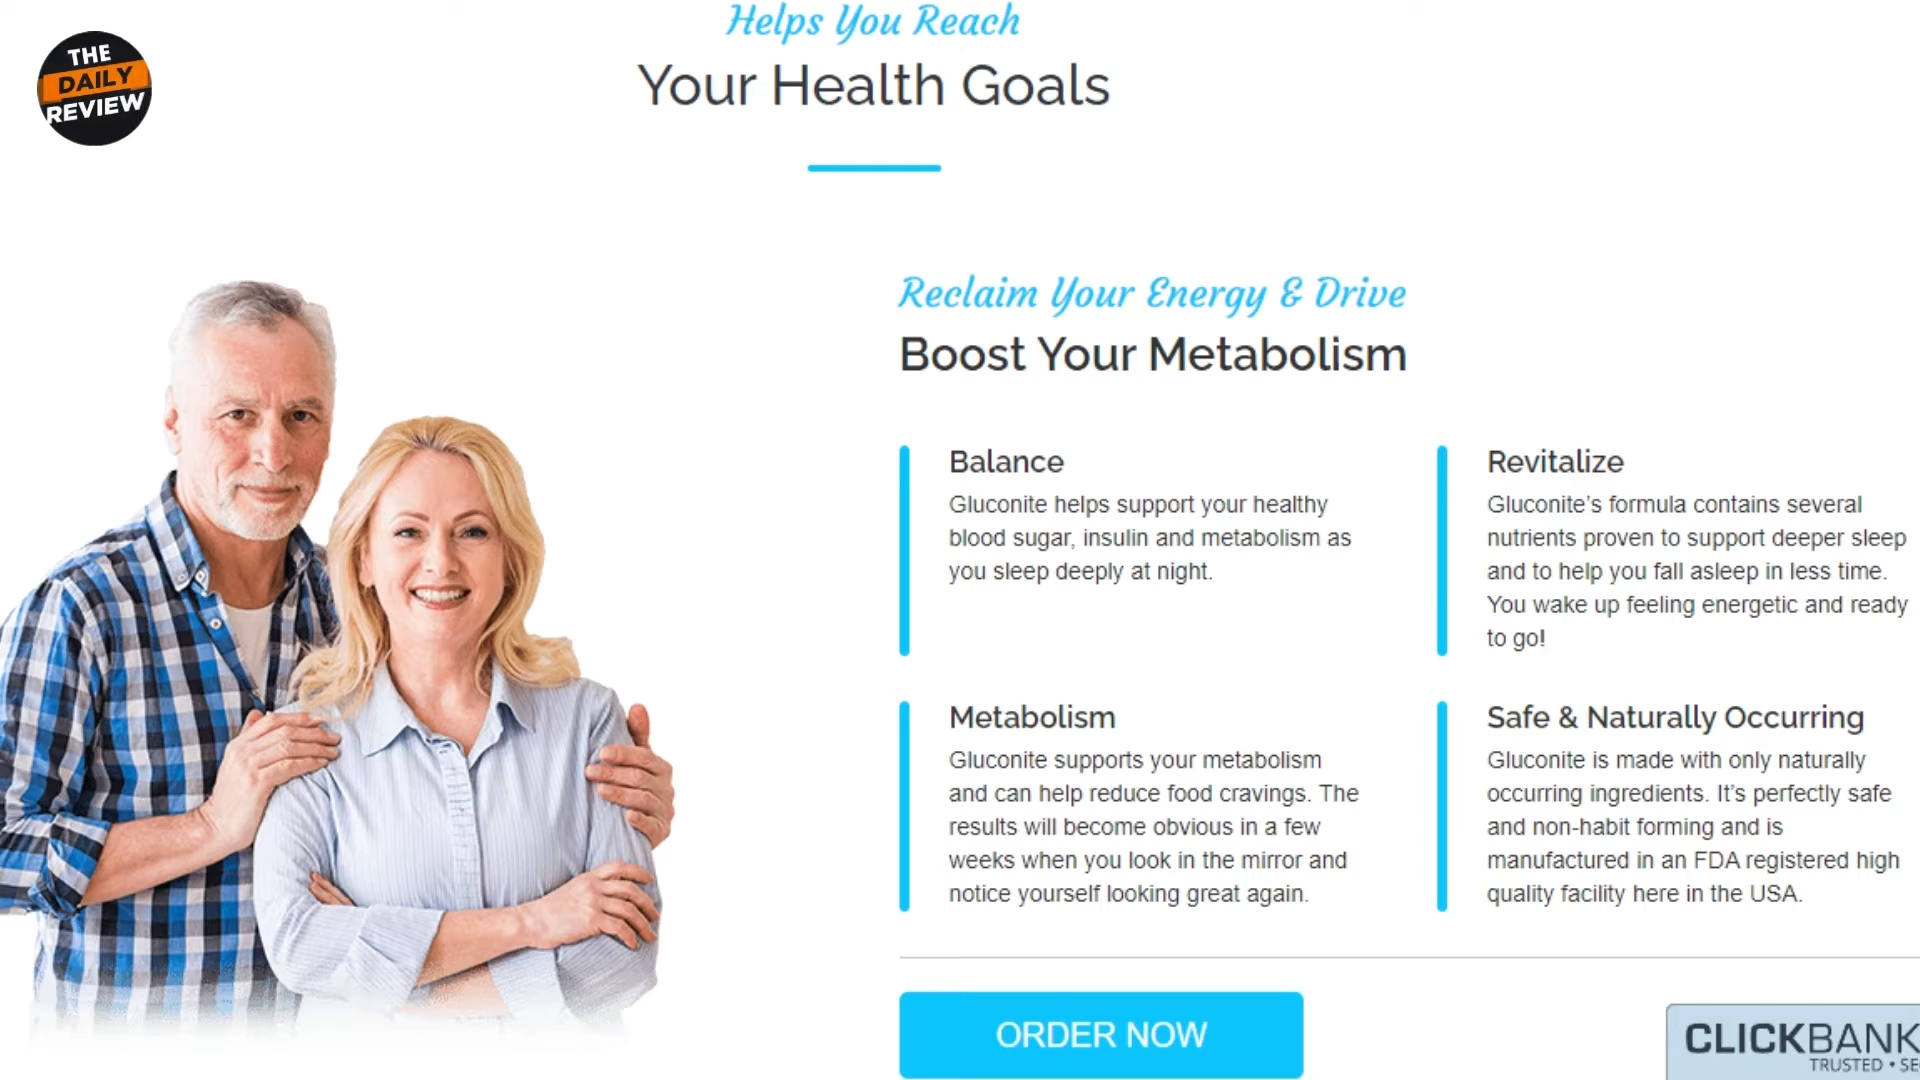 THE
DAILY
REVIEW
Helps You Reach
Your Health Goals
Reclaim Your Energy & Drive
Boost Your Metabolism
Balance
Gluconite helps support your healthy
blood sugar, insulin and metabolism as
you sleep deeply at night.
Revitalize
Gluconite’s formula contains several
nutrients proven to support deeper sleep
and to help you fall asleep in less time.
You wake up feeling energetic and ready
to go!
Metabolism
Gluconite supports your metabolism
and can help reduce food cravings. The
results will become obvious in a few
weeks when you look in the mirror and
notice yourself looking great again.
Safe & Naturally Occurring
Gluconite is made with only naturally
occurring ingredients. It’s perfectly safe
and non-habit forming and is
manufactured in an FDA registered high
quality facility here in the USA.
ORDER NOW
CLICKBANK
TRUSTED • SE